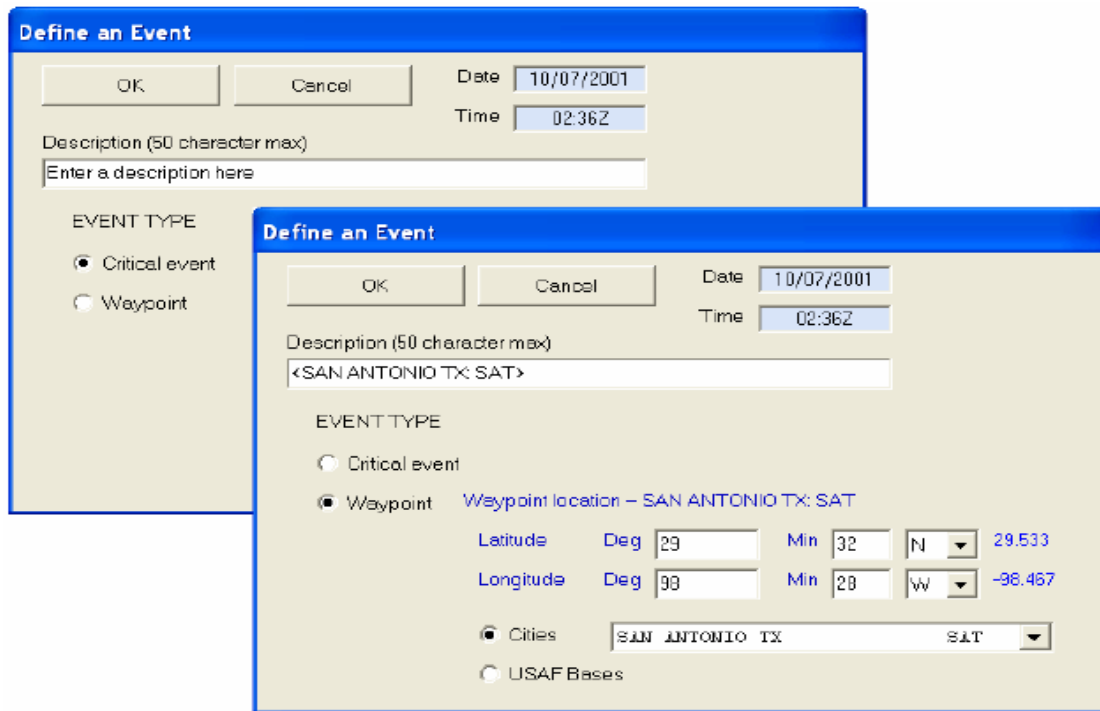 Define an Event
OK Cancel Date 10/07/2001
Time 02:36Z
Description (50 character max)
Enter a description here
EVENT TYPE
Critical event
Waypoint
Define an Event
OK Cancel Date 10/07/2001
Time 02:36Z
Description (50 character max)
<SAN ANTONIO TX: SAT>
EVENT TYPE
Critical event
Waypoint Waypoint location – SAN ANTONIO TX: SAT
Latitude Deg 29 Min 32 N 29.533
Longitude Deg 98 Min 28 W -98.467
Cities SAN ANTONIO TX SAT
USAF Bases